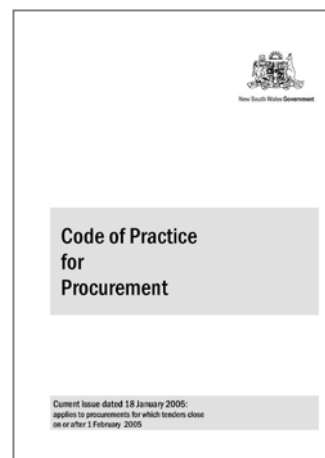 New South Wales Government
Code of Practice
for
Procurement
Current issue dated 18 January 2005:
applies to procurements for which tenders close
on or after 1 February 2005